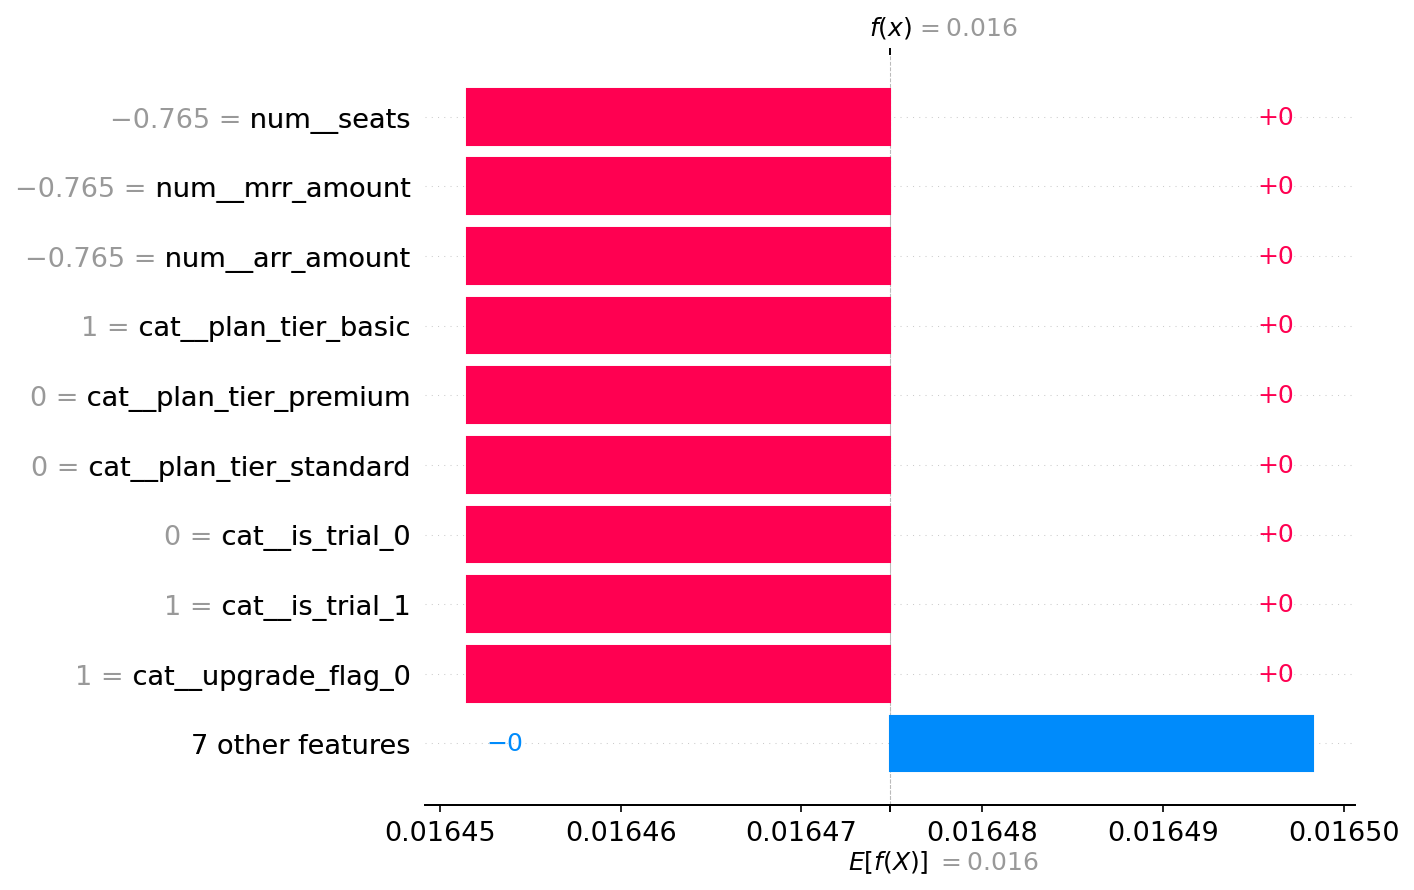 f(x) = 0.016
−0.765 = num__seats
+0
−0.765 = num__mrr_amount
+0
−0.765 = num__arr_amount
+0
1 = cat__plan_tier_basic
+0
0 = cat__plan_tier_premium
+0
0 = cat__plan_tier_standard
+0
0 = cat__is_trial_0
+0
1 = cat__is_trial_1
+0
1 = cat__upgrade_flag_0
+0
7 other features
−0
0.01645 0.01646 0.01647 0.01648 0.01649 0.01650
E[f(X)] = 0.016